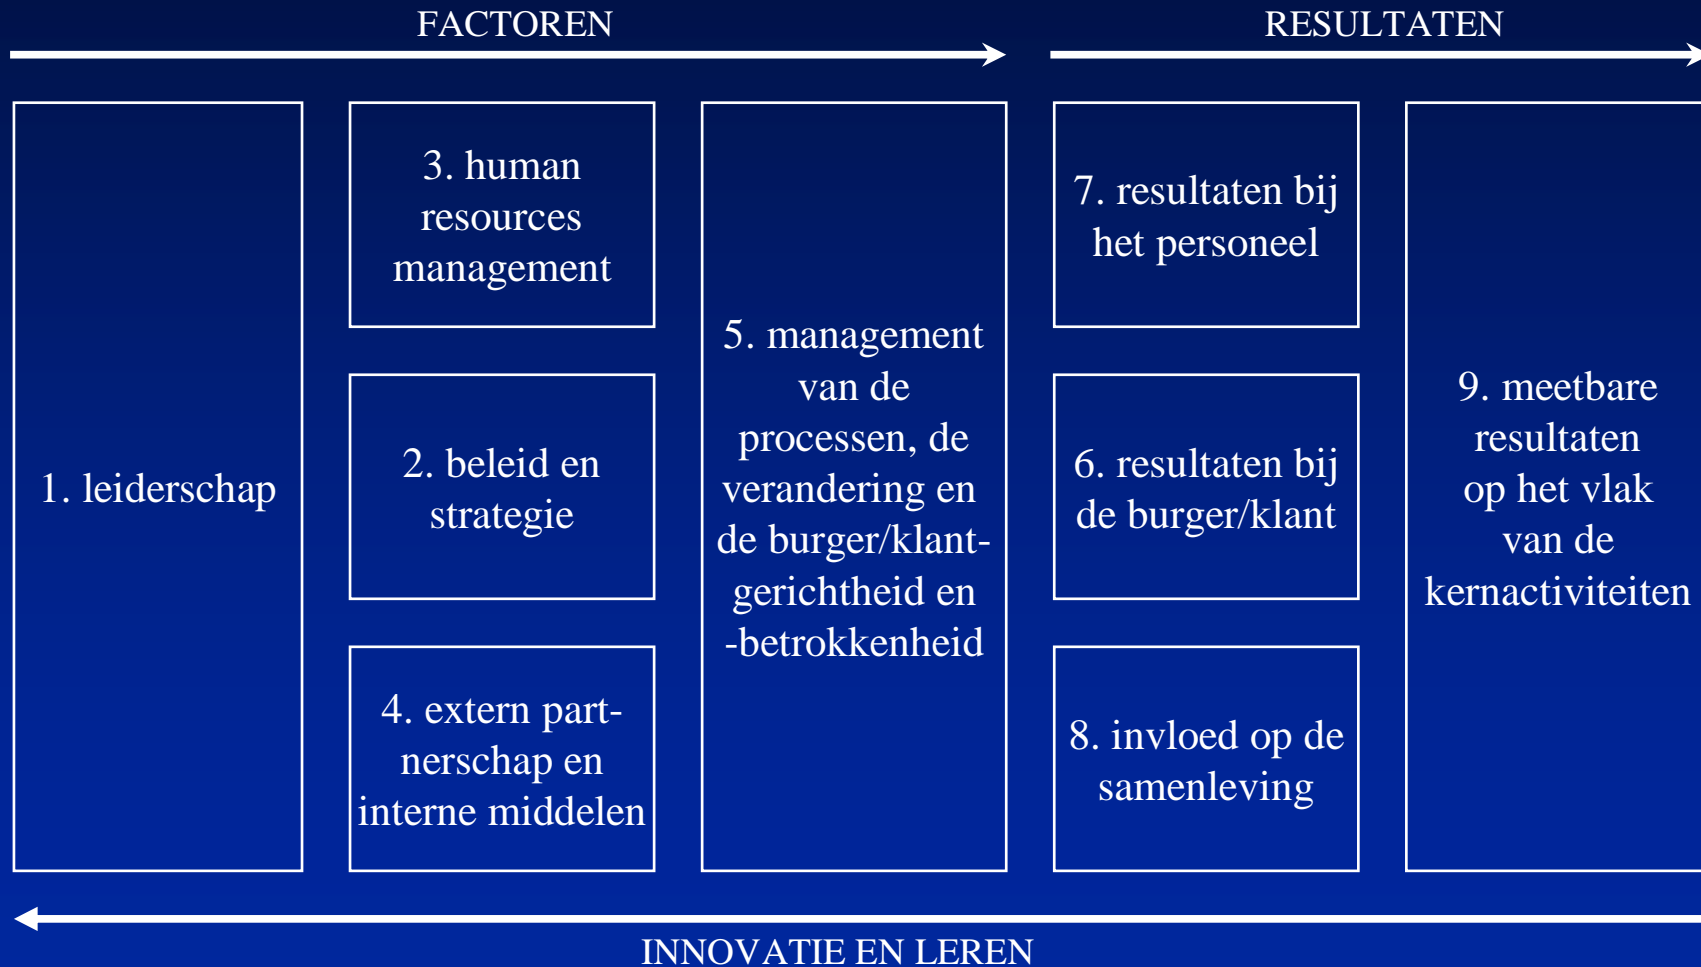 FACTOREN
RESULTATEN
1. leiderschap
3. human
resources
management
2. beleid en
strategie
4. extern part-
nerschap en
interne middelen
5. management
van de
processen, de
verandering en
de burger/klant-
gerichtheid en
-betrokkenheid
7. resultaten bij
het personeel
6. resultaten bij
de burger/klant
8. invloed op de
samenleving
9. meetbare
resultaten
op het vlak
van de
kernactiviteiten
INNOVATIE EN LEREN